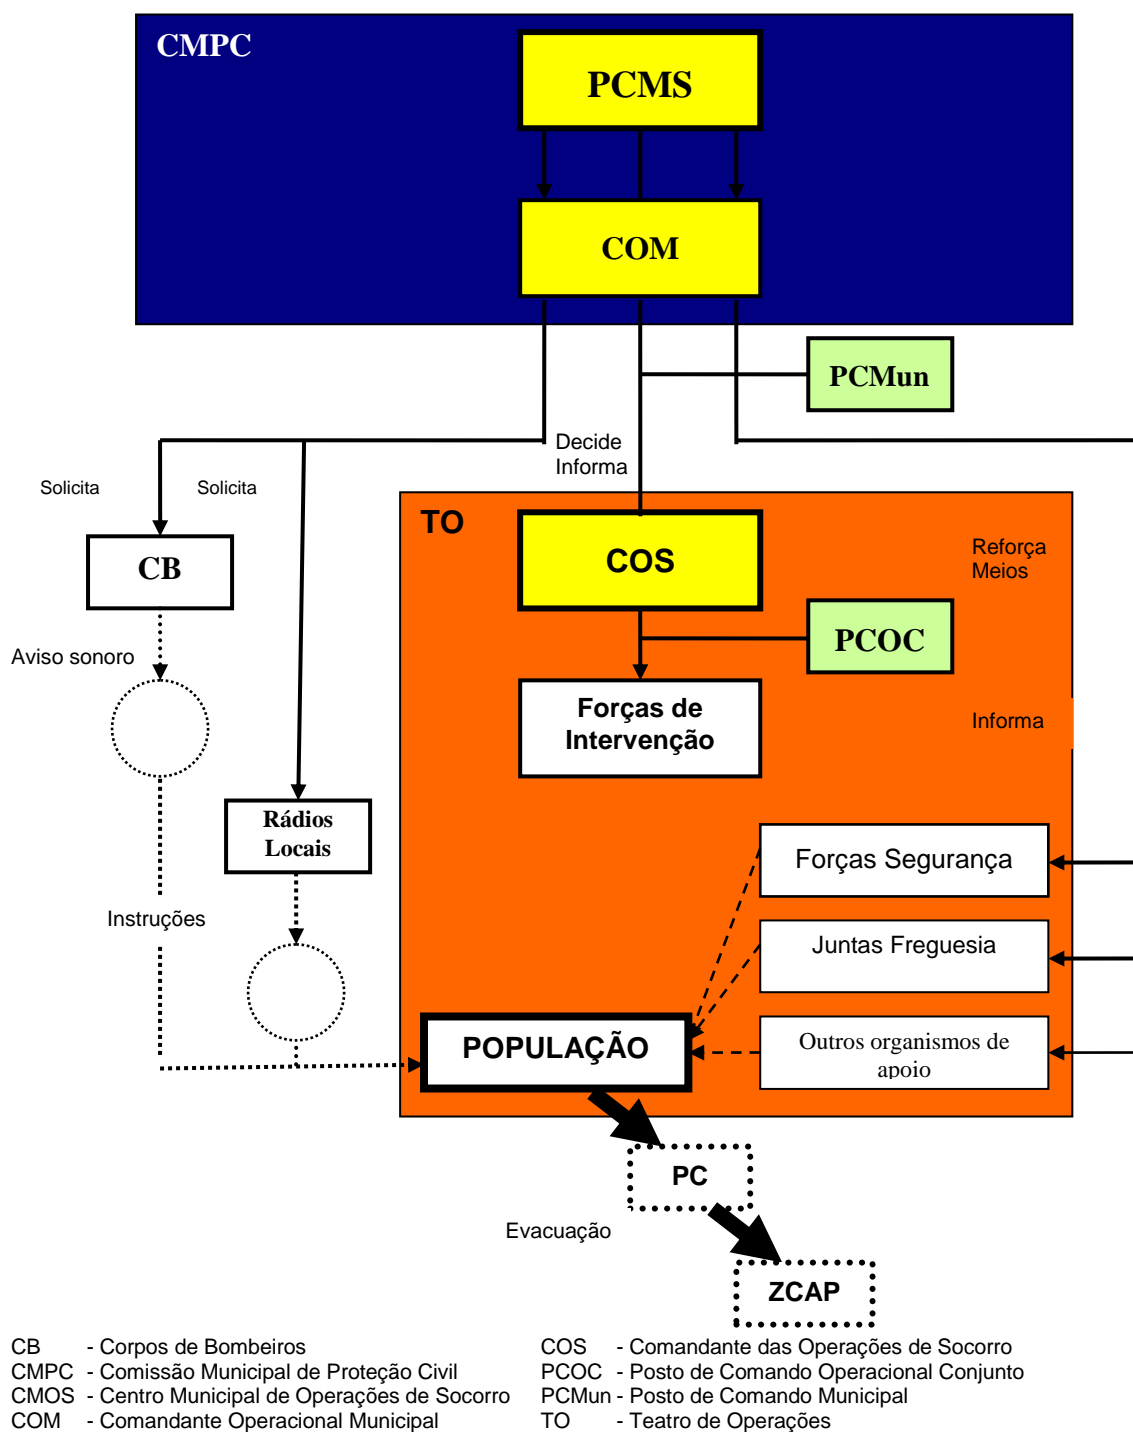 CMPC
PCMS
COM
PCMun
Decide
Informa
Solicita
Solicita
TO
COS
Reforça
Meios
CB
PCOC
Aviso sonoro
Forças de
Intervenção
Informa
Rádios
Locais
Forças Segurança
Instruções
Juntas Freguesia
POPULAÇÃO
Outros organismos de
apoio
PC
Evacuação
ZCAP
CB - Corpos de Bombeiros
CMPC - Comissão Municipal de Proteção Civil
CMOS - Centro Municipal de Operações de Socorro
COM - Comandante Operacional Municipal
COS - Comandante das Operações de Socorro
PCOC - Posto de Comando Operacional Conjunto
PCMun - Posto de Comando Municipal
TO - Teatro de Operações